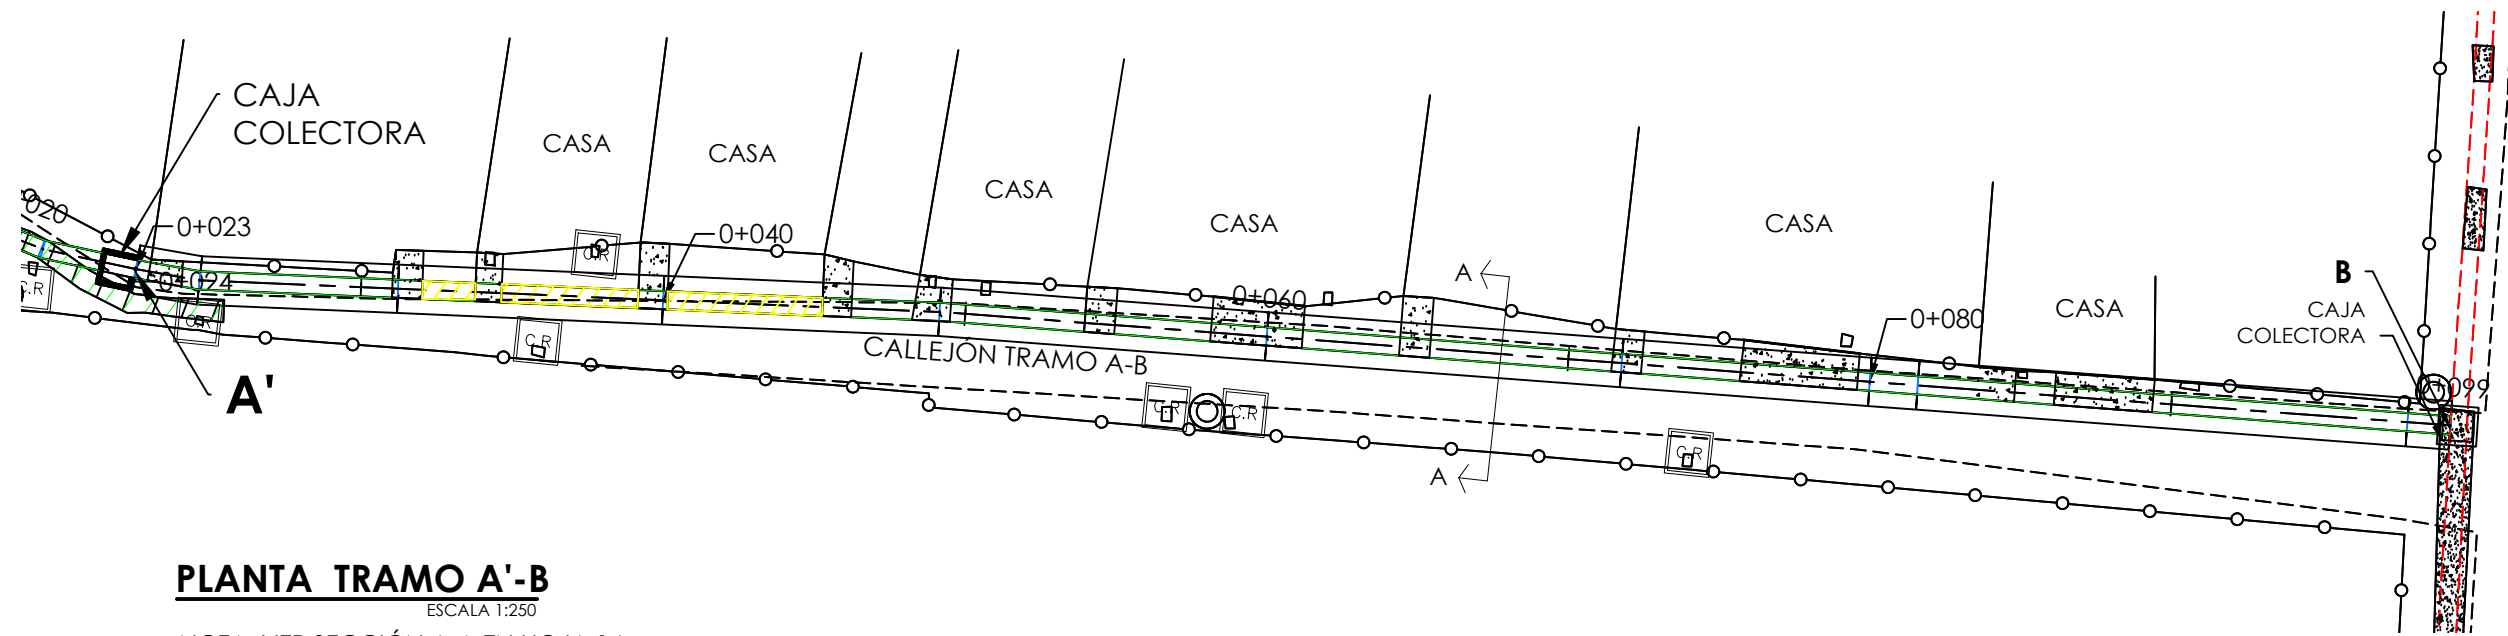 CAJA
COLECTORA
CASA
CASA
CASA
CASA
CASA
CASA
020
0+023
0+024
0+040
0+060
0+080
A
A
B
CAJA
COLECTORA
C.R
C.R
C.R
C.R
C.R
C.R
C.R
CALLEJÓN TRAMO A-B
A'
PLANTA TRAMO A'-B
ESCALA 1:250